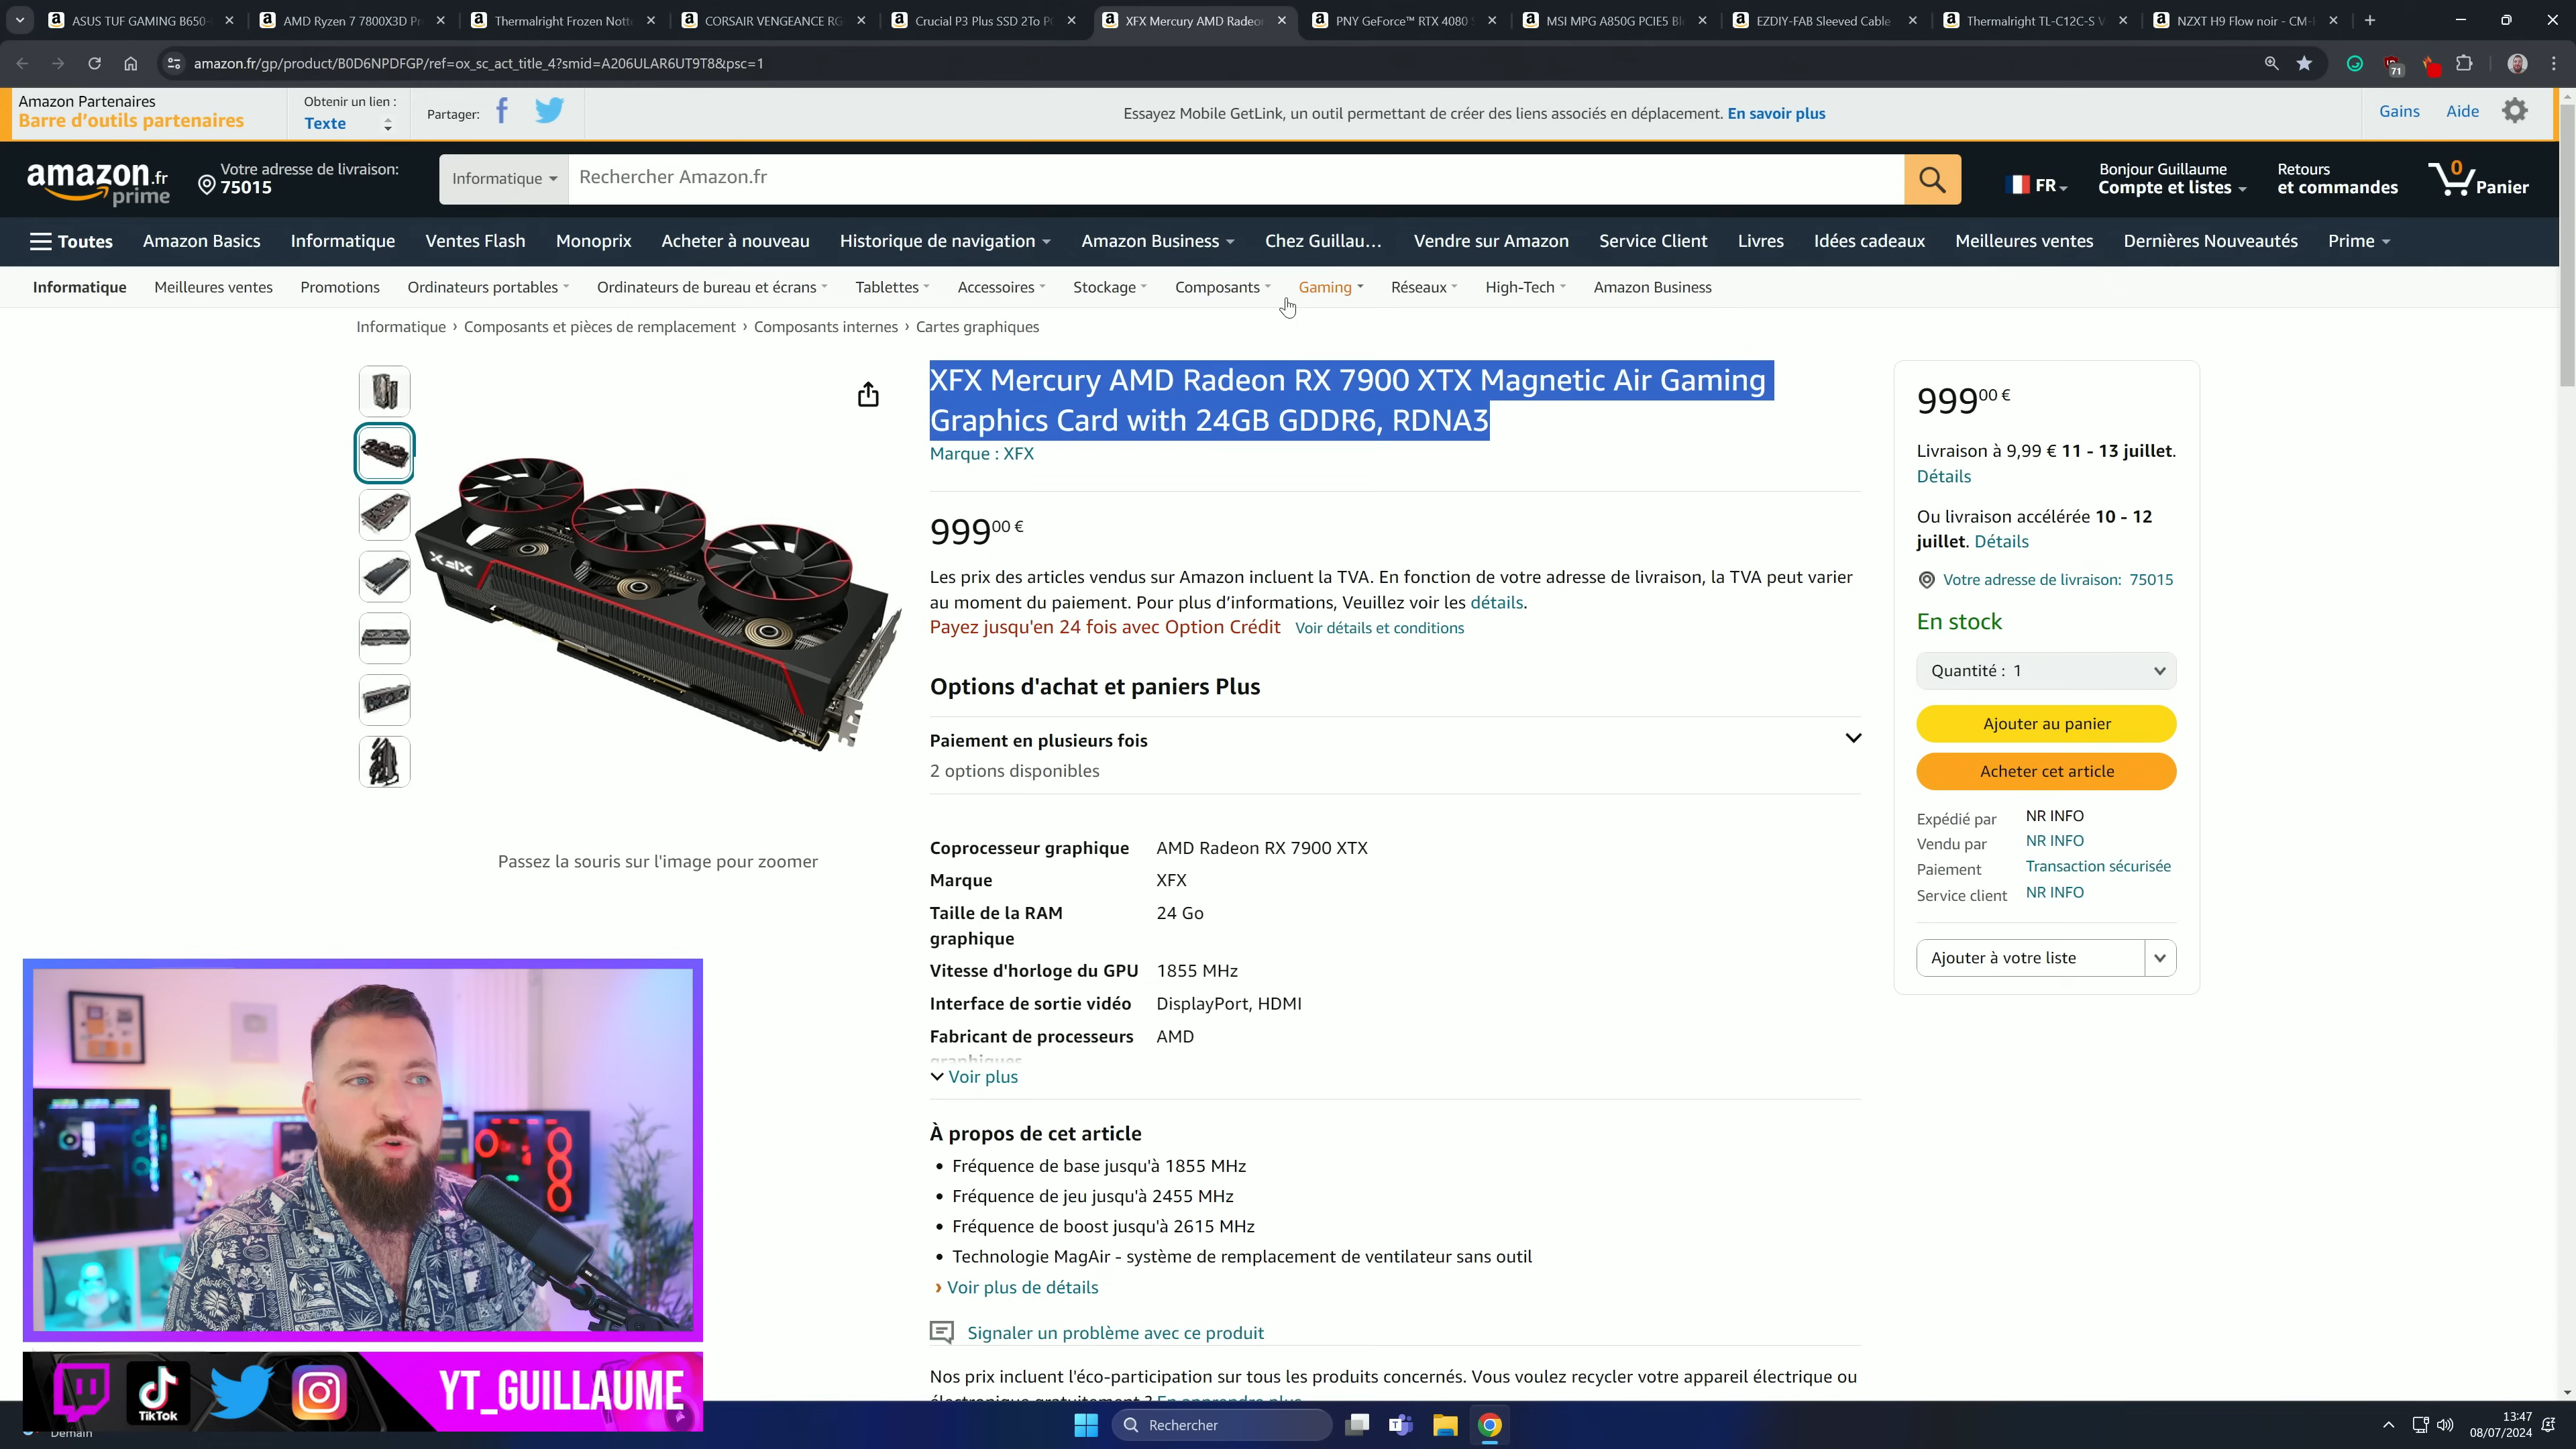 ASUS TUF GAMING B650-
AMD Ryzen 7 7800X3D Pr
Thermalright Frozen Nott
CORSAIR VENGEANCE RG
Crucial P3 Plus SSD 2To P
XFX Mercury AMD Radeon
PNY GeForce™ RTX 4080 S
MSI MPG A850G PCIE5 Bl
EZDIY-FAB Sleeved Cable
Thermalright TL-C12C-S V
NZXT H9 Flow noir - CM-
amazon.fr/gp/product/B0D6NPDFGP/ref=ox_sc_act_title_4?smid=A206ULAR6UT9T8&psc=1
71
Amazon Partenaires
Barre d’outils partenaires
Obtenir un lien :
Texte
Partager:
Essayez Mobile GetLink, un outil permettant de créer des liens associés en déplacement. En savoir plus
Gains
Aide
amazon.fr
prime
Votre adresse de livraison:
75015
Informatique
Rechercher Amazon.fr
FR
Bonjour Guillaume
Compte et listes
Retours
et commandes
0
Panier
Toutes
Amazon Basics
Informatique
Ventes Flash
Monoprix
Acheter à nouveau
Historique de navigation
Amazon Business
Chez Guillau…
Vendre sur Amazon
Service Client
Livres
Idées cadeaux
Meilleures ventes
Dernières Nouveautés
Prime
Informatique
Meilleures ventes
Promotions
Ordinateurs portables
Ordinateurs de bureau et écrans
Tablettes
Accessoires
Stockage
Composants
Gaming
Réseaux
High-Tech
Amazon Business
Informatique › Composants et pièces de remplacement › Composants internes › Cartes graphiques
XFX Mercury AMD Radeon RX 7900 XTX Magnetic Air Gaming
Graphics Card with 24GB GDDR6, RDNA3
Marque : XFX
999 00 €
Les prix des articles vendus sur Amazon incluent la TVA. En fonction de votre adresse de livraison, la TVA peut varier
au moment du paiement. Pour plus d’informations, Veuillez voir les détails.
Payez jusqu'en 24 fois avec Option Crédit Voir détails et conditions
Options d'achat et paniers Plus
Paiement en plusieurs fois
2 options disponibles
XFX
RADEON
Passez la souris sur l'image pour zoomer
Coprocesseur graphique AMD Radeon RX 7900 XTX
Marque XFX
Taille de la RAM 24 Go
graphique
Vitesse d'horloge du GPU 1855 MHz
Interface de sortie vidéo DisplayPort, HDMI
Fabricant de processeurs AMD
graphiques
Voir plus
À propos de cet article
• Fréquence de base jusqu'à 1855 MHz
• Fréquence de jeu jusqu'à 2455 MHz
• Fréquence de boost jusqu'à 2615 MHz
• Technologie MagAir - système de remplacement de ventilateur sans outil
› Voir plus de détails
Signaler un problème avec ce produit
Nos prix incluent l'éco-participation sur tous les produits concernés. Vous voulez recycler votre appareil électrique ou
électronique gratuitement ? En apprendre plus
999 00 €
Livraison à 9,99 € 11 - 13 juillet.
Détails
Ou livraison accélérée 10 - 12
juillet. Détails
Votre adresse de livraison: 75015
En stock
Quantité : 1
Ajouter au panier
Acheter cet article
Expédié par NR INFO
Vendu par NR INFO
Paiement Transaction sécurisée
Service client NR INFO
Ajouter à votre liste
TikTok
YT_GUILLAUME
Demain
Rechercher
13:47
08/07/2024